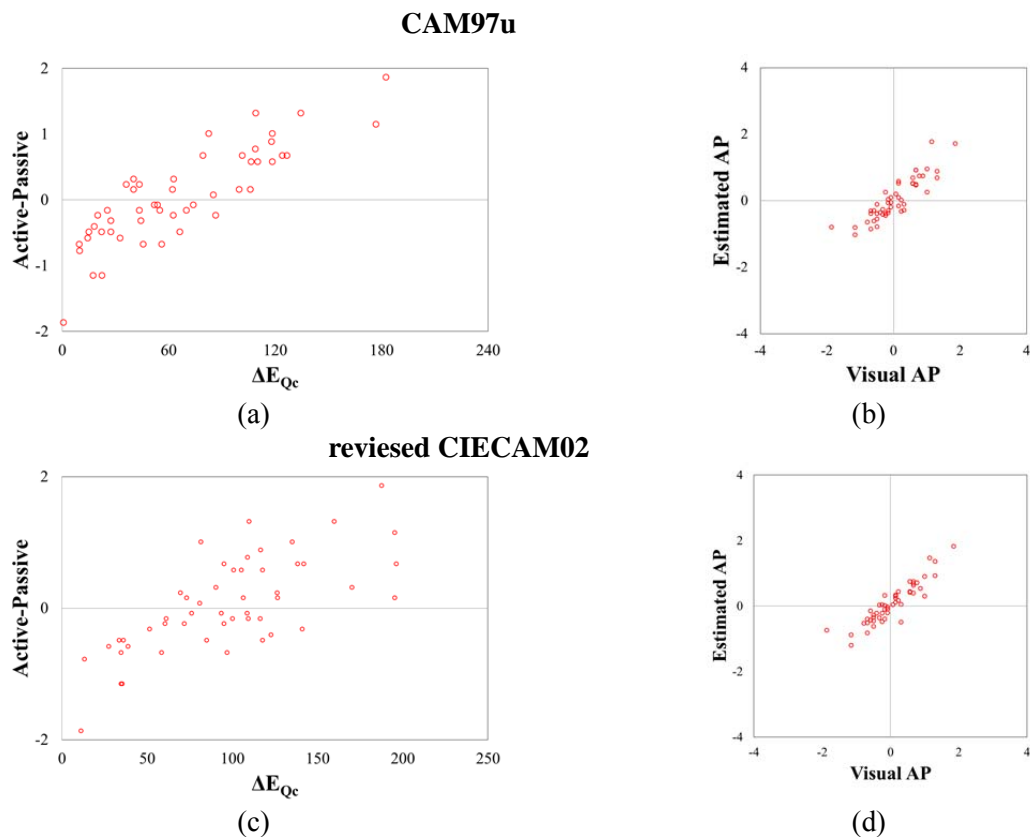 CAM97u
2
1
0
-1
-2
0 60 120 180 240
Active-Passive
ΔE_Qc
(a)
4
2
0
-2
-4
-4 -2 0 2 4
Estimated AP
Visual AP
(b)
reviesed CIECAM02
2
0
-2
0 50 100 150 200 250
Active-Passive
ΔE_Qc
(c)
4
2
0
-2
-4
-4 -2 0 2 4
Estimated AP
Visual AP
(d)